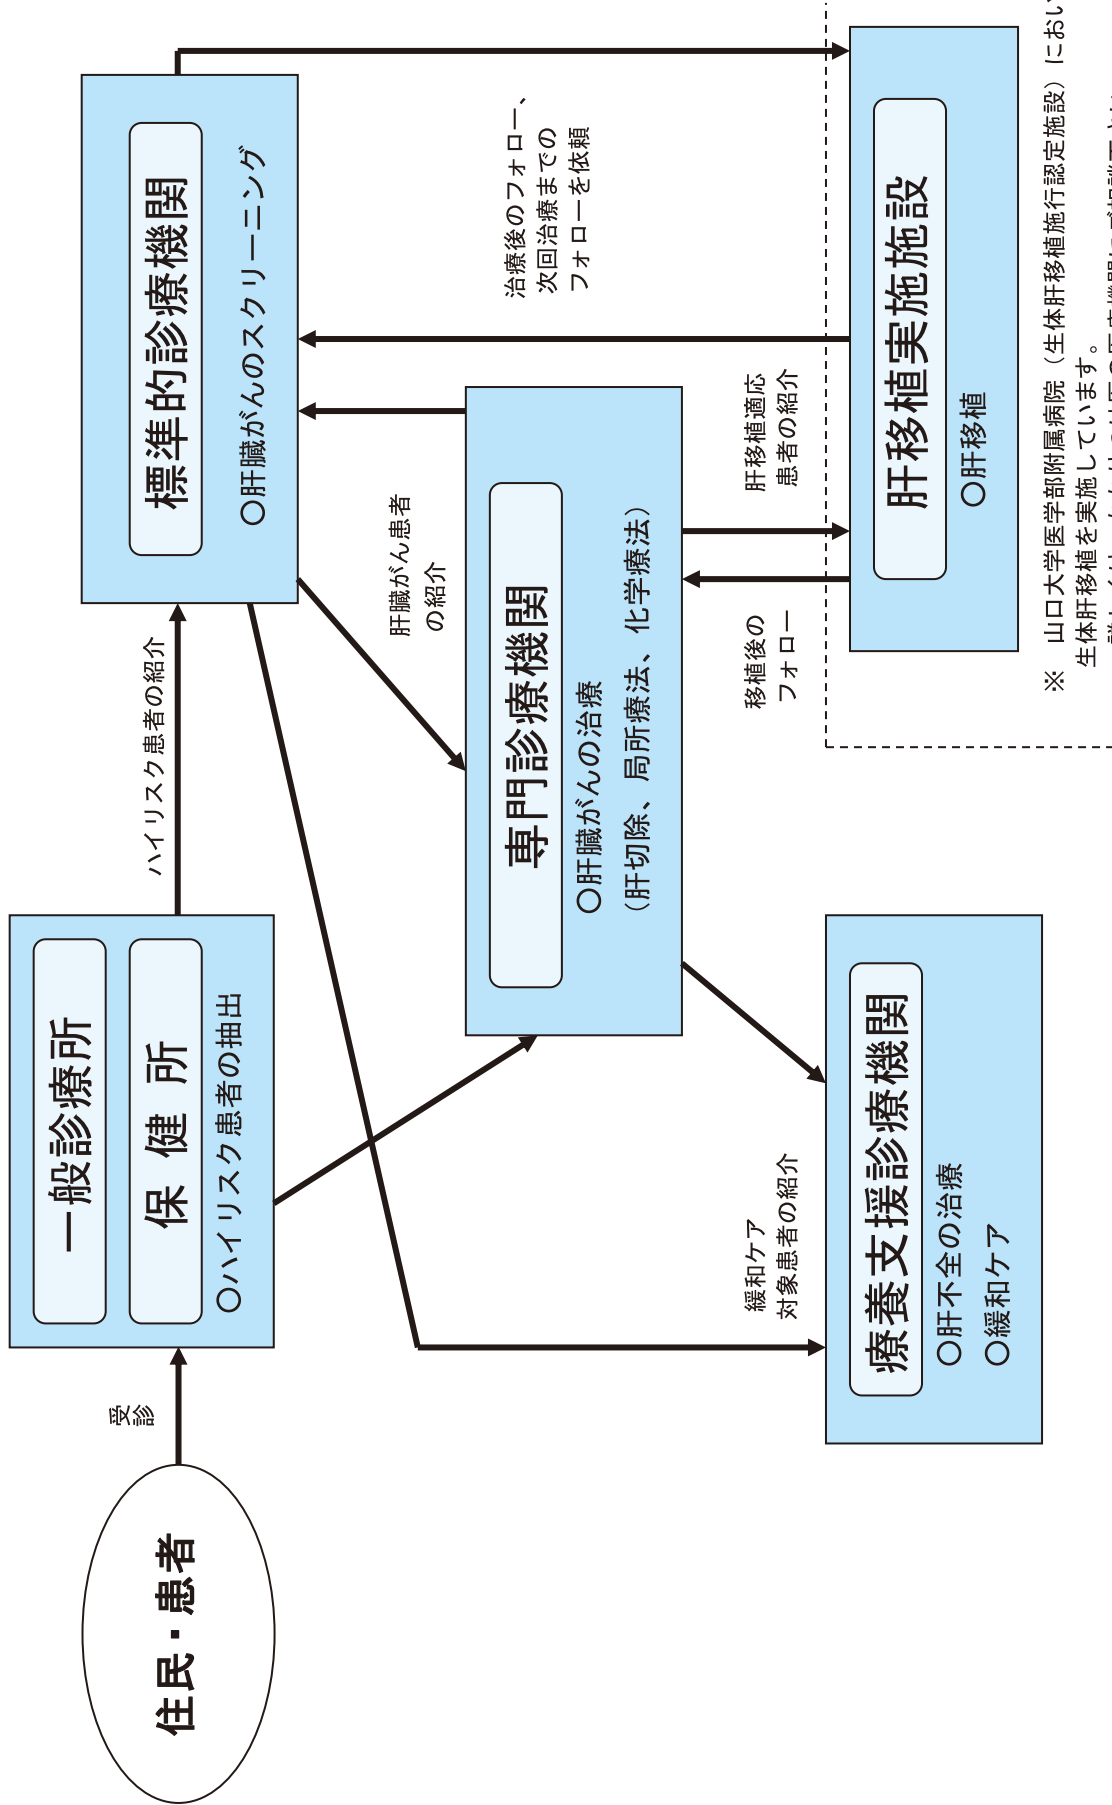 住民・患者
受診
一般診療所
保健所
○ハイリスク患者の抽出
ハイリスク患者の紹介
標準的診療機関
○肝臓がんのスクリーニング
肝臓がん患者
の紹介
治療後のフォロー、
次回治療までの
フォローを依頼
専門診療機関
○肝臓がんの治療
（肝切除、局所療法、化学療法）
緩和ケア
対象患者の紹介
移植後の
フォロー
肝移植適応
患者の紹介
療養支援診療機関
○肝不全の治療
○緩和ケア
肝移植実施施設
○肝移植
※　山口大学医学部附属病院（生体肝移植施行認定施設）におい
生体肝移植を実施しています。